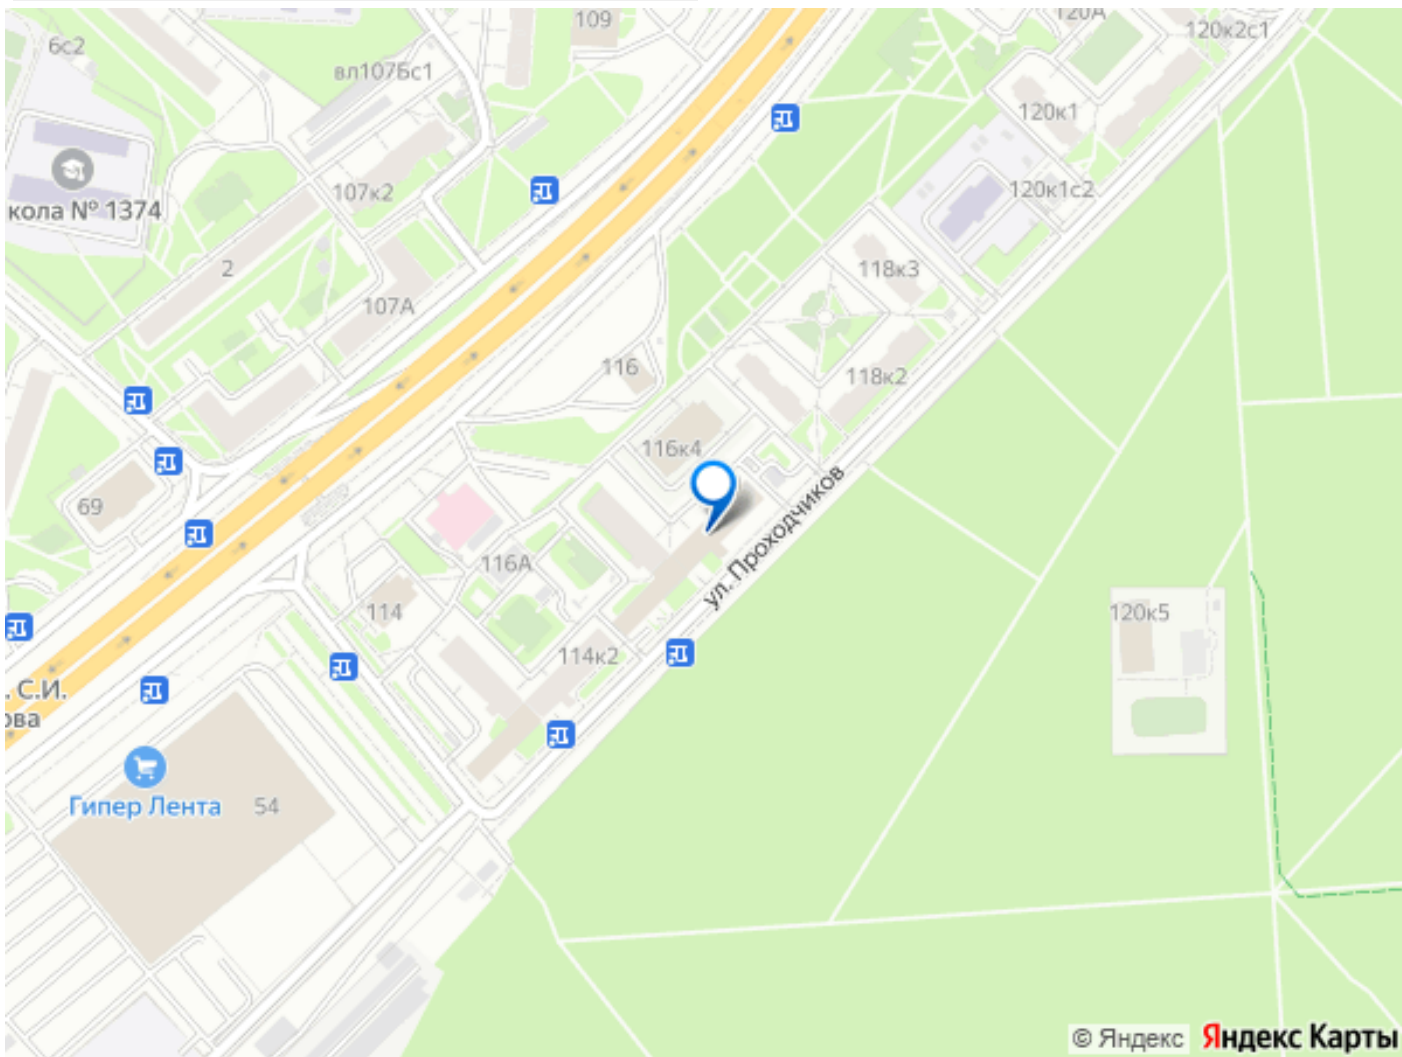 109
120А
120к2с1
6с2
вл107Бс1
120к1
107к2
120к1с2
кола № 1374
2
118к3
107А
116
118к2
116к4
69
ул. Проходчиков
116А
114
120к5
114к2
. С.И.
ова
Гипер Лента
54
© Яндекс Яндекс Карты